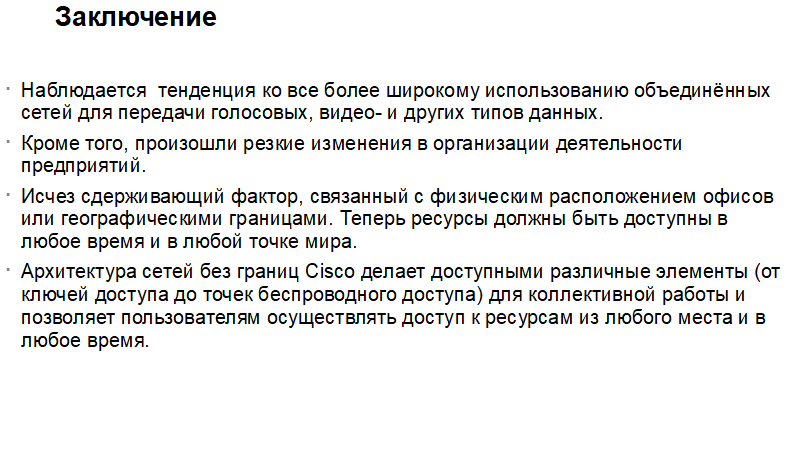 Заключение
Наблюдается  тенденция ко все более широкому использованию объединённых
сетей для передачи голосовых, видео- и других типов данных.
Кроме того, произошли резкие изменения в организации деятельности
предприятий.
Исчез сдерживающий фактор, связанный с физическим расположением офисов
или географическими границами. Теперь ресурсы должны быть доступны в
любое время и в любой точке мира.
Архитектура сетей без границ Cisco делает доступными различные элементы (от
ключей доступа до точек беспроводного доступа) для коллективной работы и
позволяет пользователям осуществлять доступ к ресурсам из любого места и в
любое время.